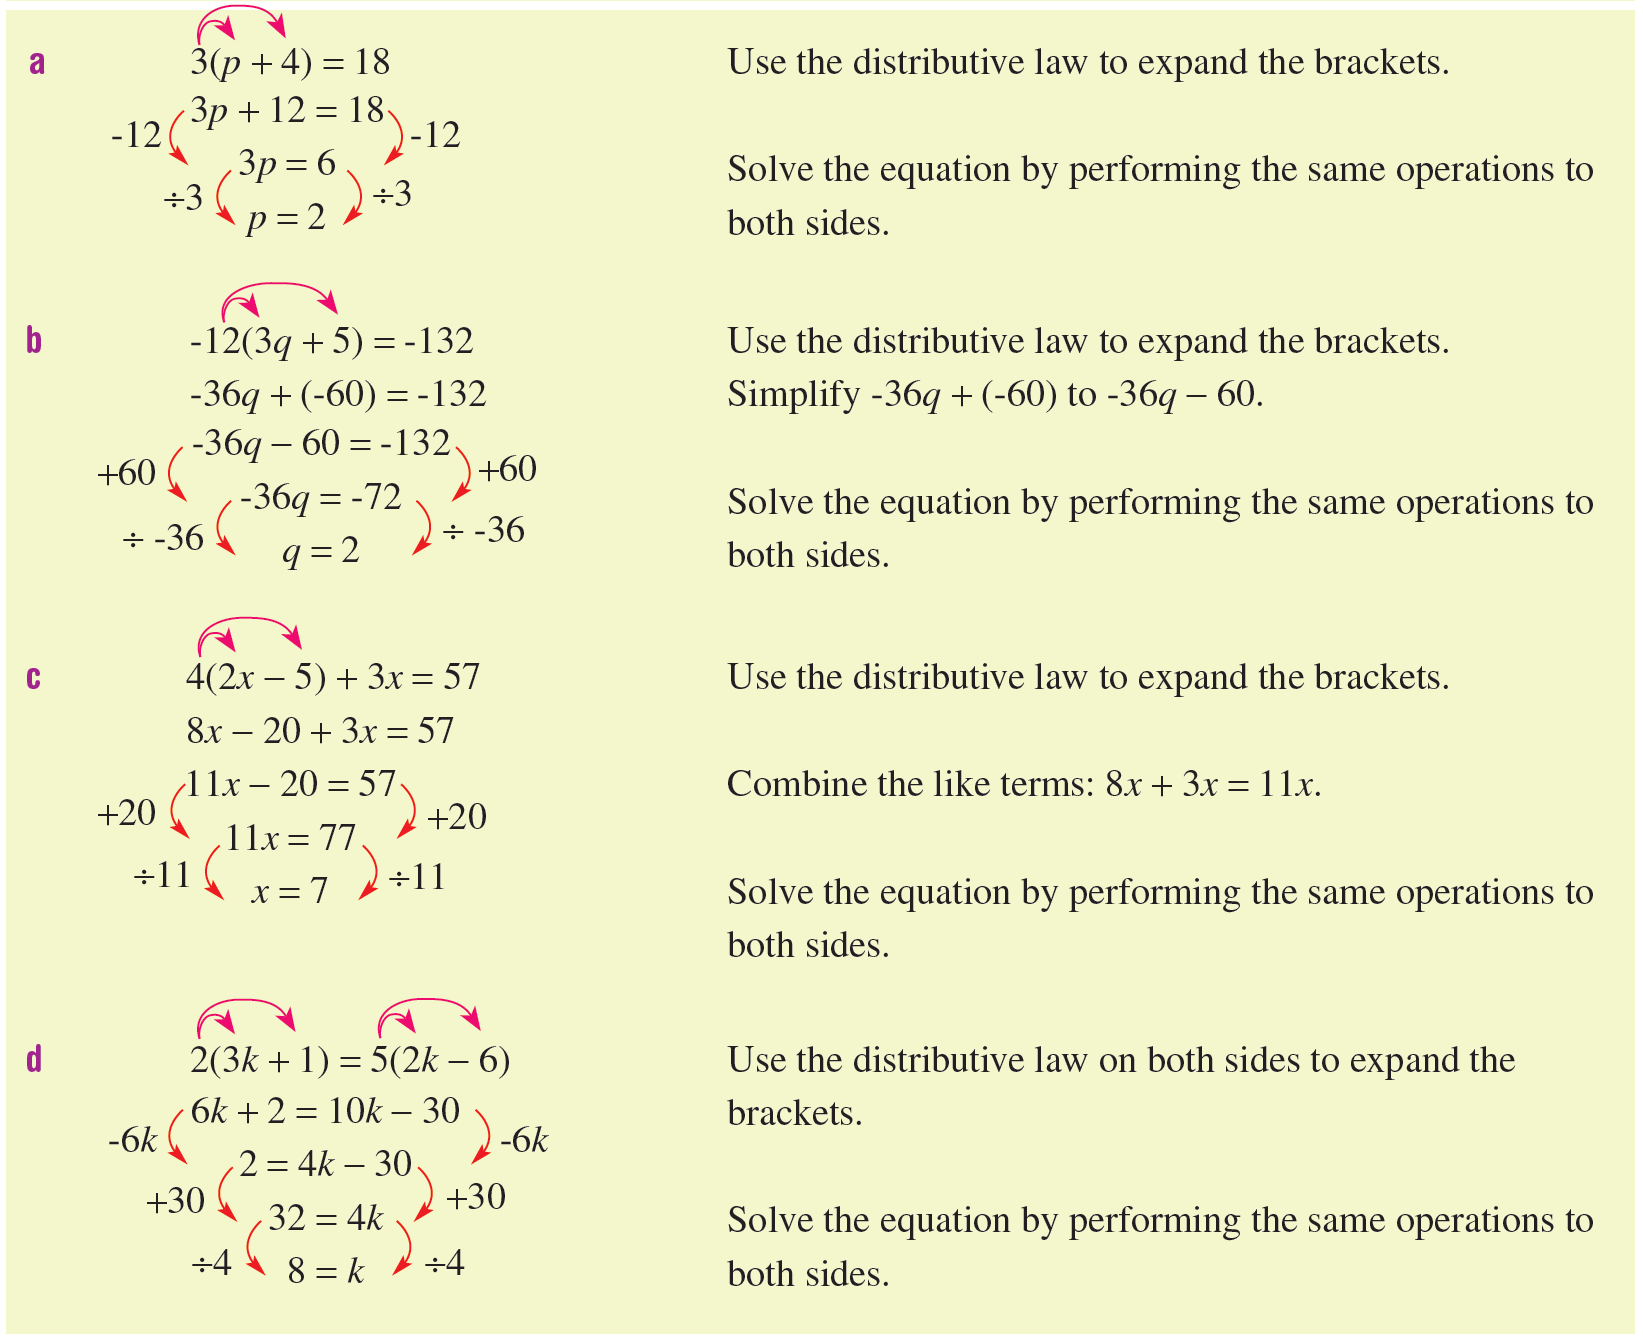 a 3(p + 4) = 18 Use the distributive law to expand the brackets.
3p + 12 = 18
-12 -12
3p = 6 Solve the equation by performing the same operations to
÷3 ÷3
p = 2 both sides.
b -12(3q + 5) = -132 Use the distributive law to expand the brackets.
-36q + (-60) = -132 Simplify -36q + (-60) to -36q – 60.
-36q – 60 = -132
+60 +60
-36q = -72 Solve the equation by performing the same operations to
÷ -36 ÷ -36
q = 2 both sides.
c 4(2x – 5) + 3x = 57 Use the distributive law to expand the brackets.
8x – 20 + 3x = 57
11x – 20 = 57 Combine the like terms: 8x + 3x = 11x.
+20 +20
11x = 77
÷11 ÷11
x = 7 Solve the equation by performing the same operations to
both sides.
d 2(3k + 1) = 5(2k – 6) Use the distributive law on both sides to expand the
6k + 2 = 10k – 30 brackets.
-6k -6k
2 = 4k – 30
+30 +30
32 = 4k Solve the equation by performing the same operations to
÷4 ÷4
8 = k both sides.